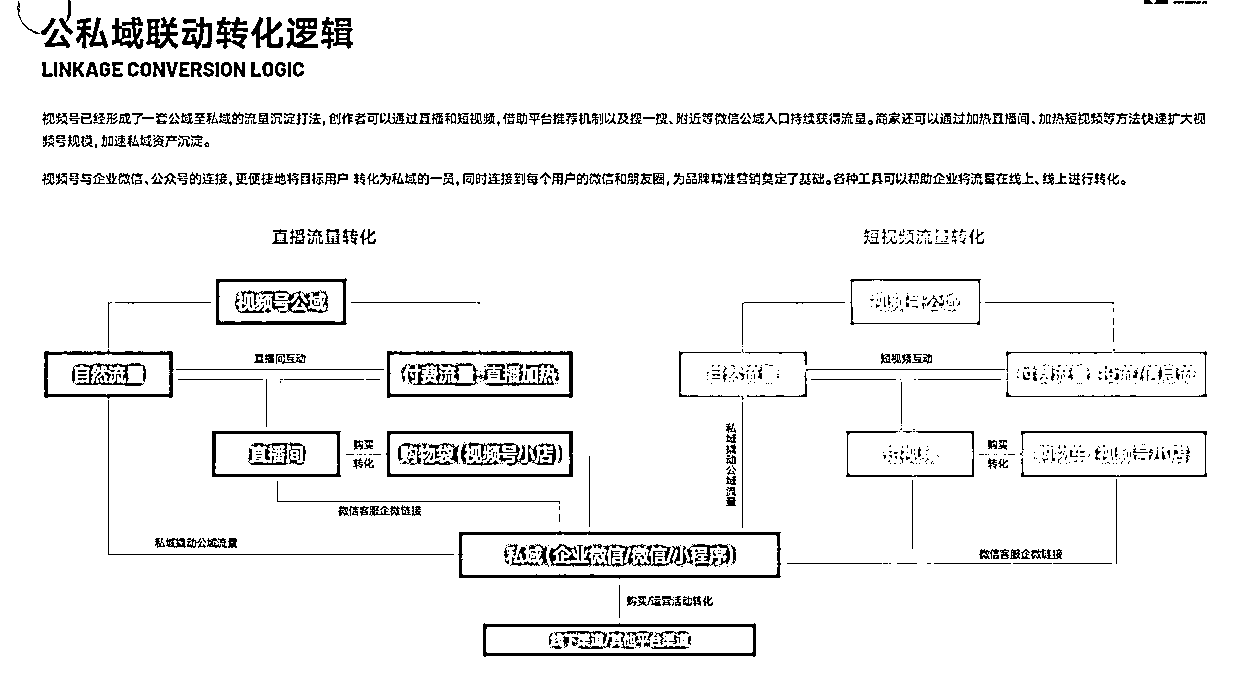 公私域联动转化逻辑
LINKAGE CONVERSION LOGIC
视频号已经形成了一套公域至私域的流量沉淀打法，创作者可以通过直播和短视频，借助平台推荐机制以及搜一搜、附近等微信公域入口持续获得流量。商家还可以通过加热直播间、加热短视频等方法快速扩大视
频号规模，加速私域资产沉淀。
视频号与企业微信、公众号的连接，更便捷地将目标用户 转化为私域的一员，同时连接到每个用户的微信和朋友圈，为品牌精准营销奠定了基础。各种工具可以帮助企业将流量在线上、线上进行转化。
直播流量转化
短视频流量转化
视频号公域
视频号公域
自然流量
直播间互动
付费流量:直播加热
自然流量
短视频互动
付费流量
信息流
直播间
购买
转化
购物袋(视频号小店)
私域撬动公域流量
短视频
购买
转化
视频号小店
微信客服企微链接
私域撬动公域流量
私域(企业微信/微信/小程序)
微信客服企微链接
购买/运营活动转化
线下渠道/其他平台渠道